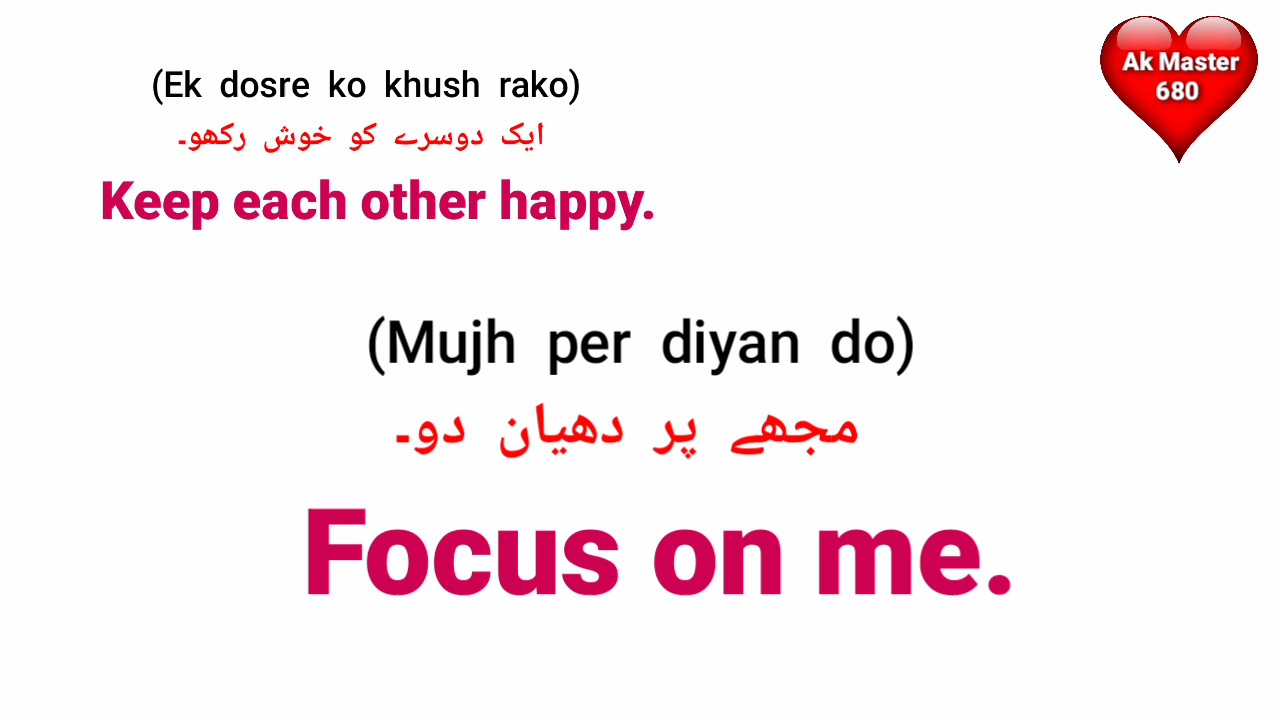 (Ek dosre ko khush rako)
ایک دوسرے کو خوش رکھو۔
Keep each other happy.
(Mujh per diyan do)
مجھے پر دھیان دو۔
Focus on me.
Ak Master
680